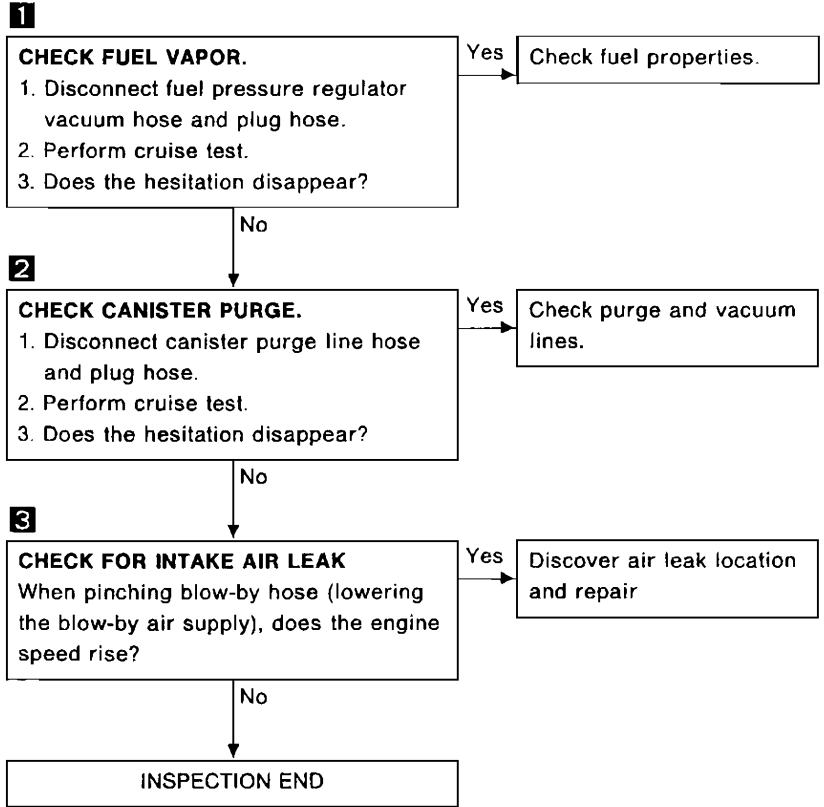 1
CHECK FUEL VAPOR.
1. Disconnect fuel pressure regulator
vacuum hose and plug hose.
2. Perform cruise test.
3. Does the hesitation disappear?
Yes
Check fuel properties.
No
2
CHECK CANISTER PURGE.
1. Disconnect canister purge line hose
and plug hose.
2. Perform cruise test.
3. Does the hesitation disappear?
Yes
Check purge and vacuum
lines.
No
3
CHECK FOR INTAKE AIR LEAK
When pinching blow-by hose (lowering
the blow-by air supply), does the engine
speed rise?
Yes
Discover air leak location
and repair
No
INSPECTION END